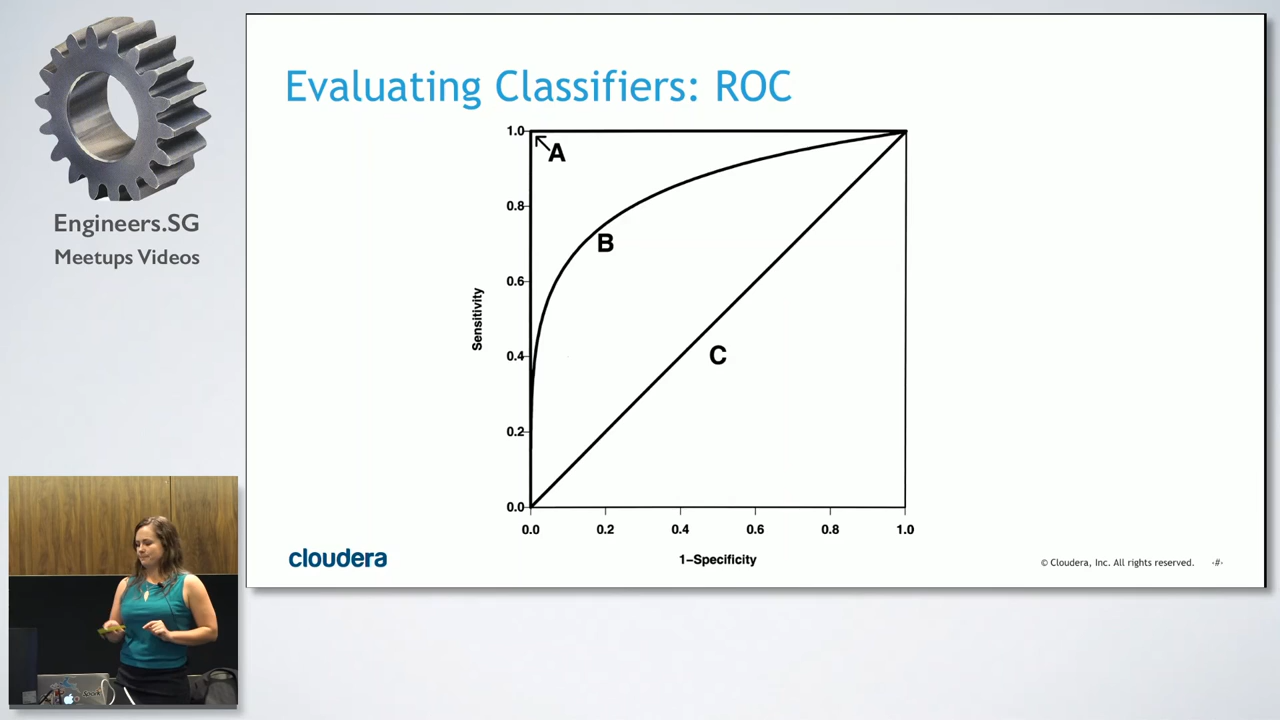 Engineers.SG
Meetups Videos
Evaluating Classifiers: ROC
1.0
0.8
0.6
0.4
0.2
0.0
Sensitivity
A
B
C
0.0 0.2 0.4 0.6 0.8 1.0
1–Specificity
cloudera
© Cloudera, Inc. All rights reserved. ‹#›
Spark